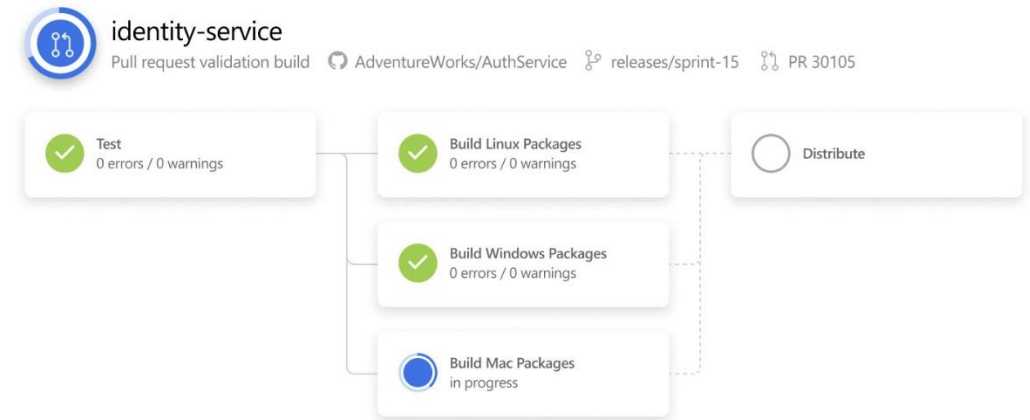 identity-service
Pull request validation build AdventureWorks/AuthService releases/sprint-15 PR 30105
Test
0 errors / 0 warnings
Build Linux Packages
0 errors / 0 warnings
Distribute
Build Windows Packages
0 errors / 0 warnings
Build Mac Packages
in progress